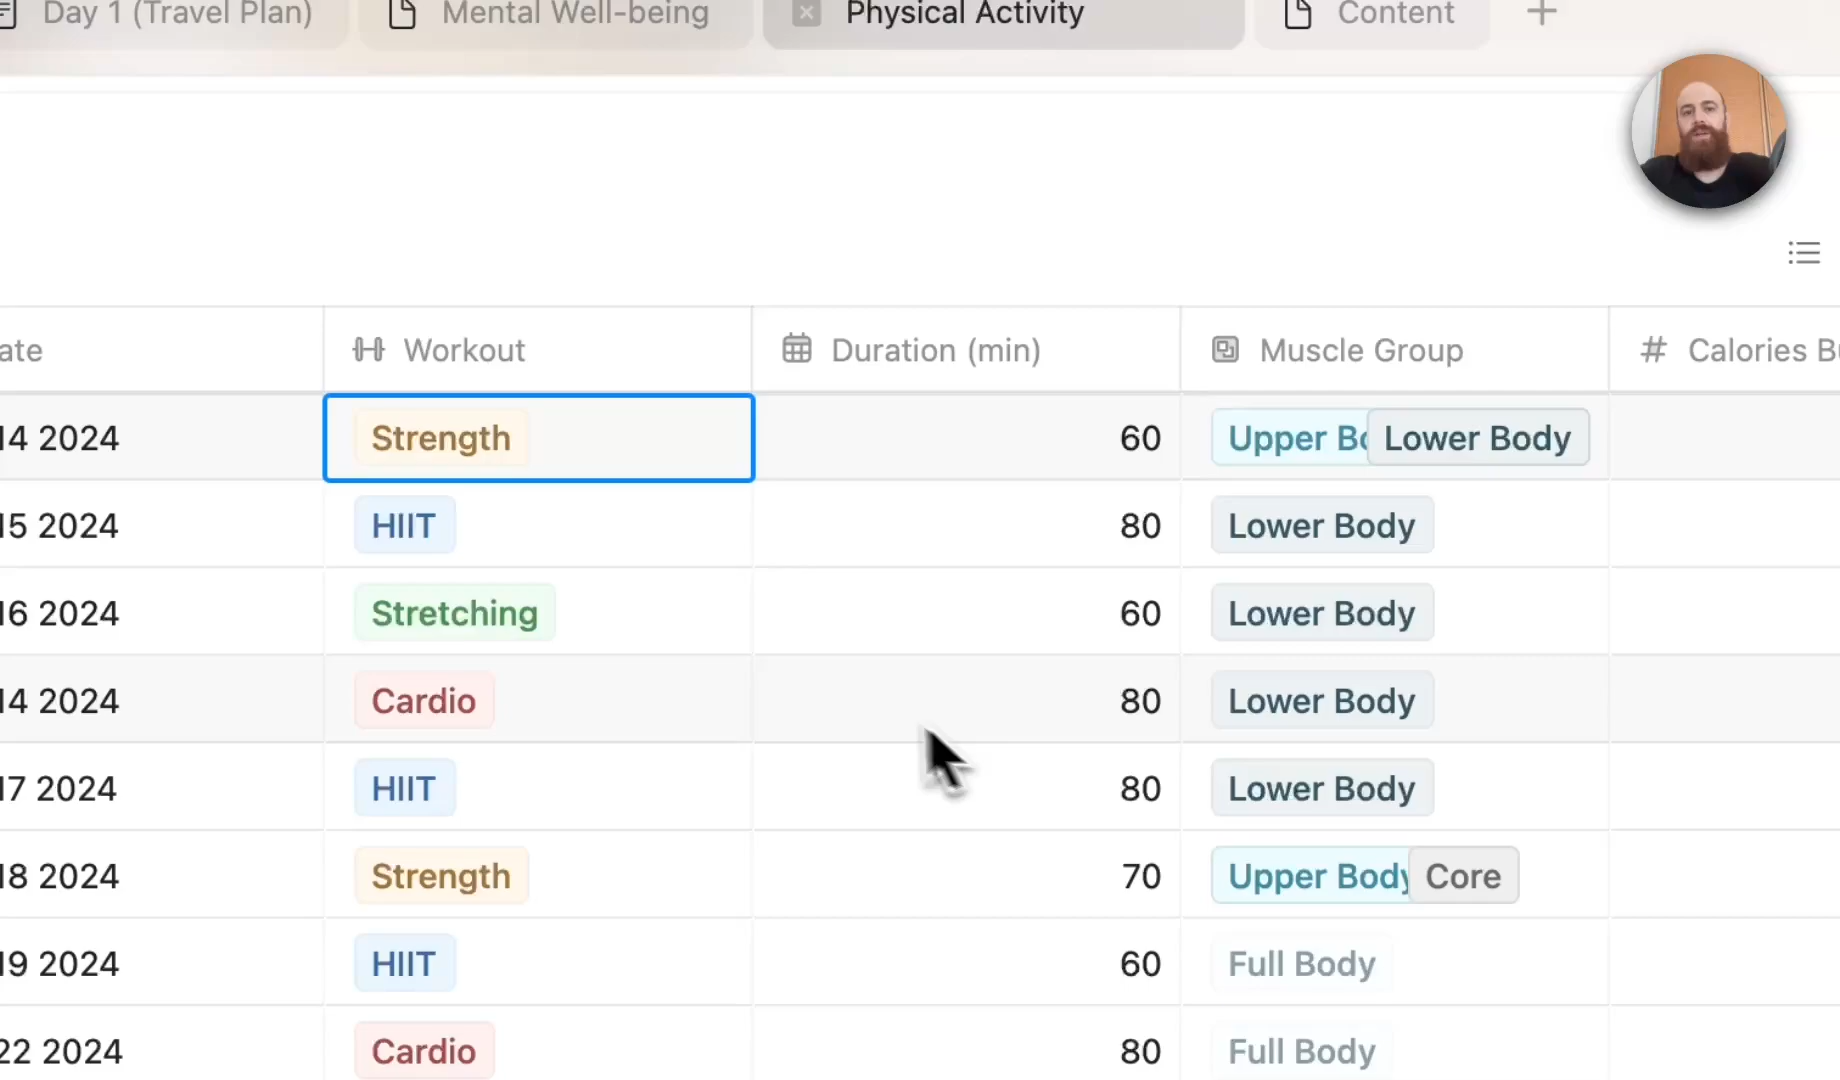 Day 1 (Travel Plan) Mental Well-being Physical Activity Content
ate Workout Duration (min) Muscle Group # Calories Bu
14 2024 Strength 60 Upper Bo Lower Body
15 2024 HIIT 80 Lower Body
16 2024 Stretching 60 Lower Body
14 2024 Cardio 80 Lower Body
17 2024 HIIT 80 Lower Body
18 2024 Strength 70 Upper Body Core
19 2024 HIIT 60 Full Body
22 2024 Cardio 80 Full Body